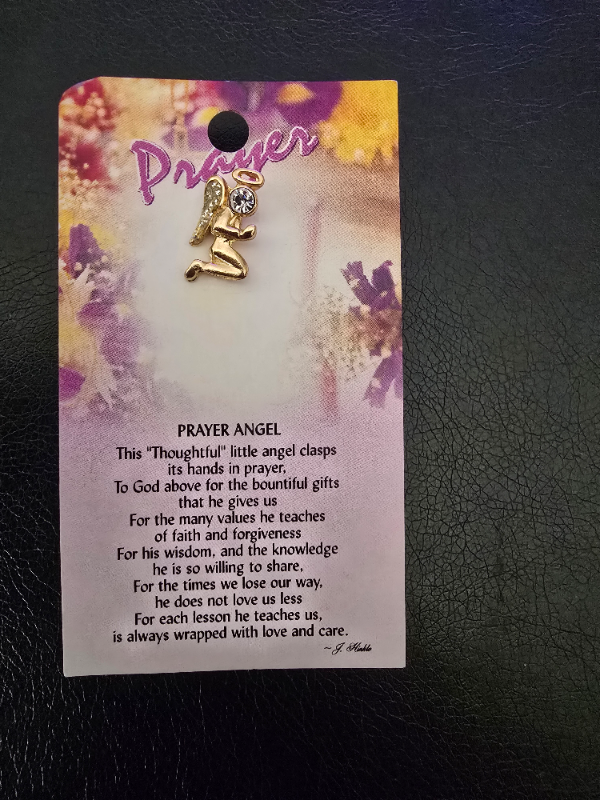 Prayer
PRAYER ANGEL
This "Thoughtful" little angel clasps
its hands in prayer,
To God above for the bountiful gifts
that he gives us
For the many values he teaches
of faith and forgiveness
For his wisdom, and the knowledge
he is so willing to share,
For the times we lose our way,
he does not love us less
For each lesson he teaches us,
is always wrapped with love and care.
~ J.